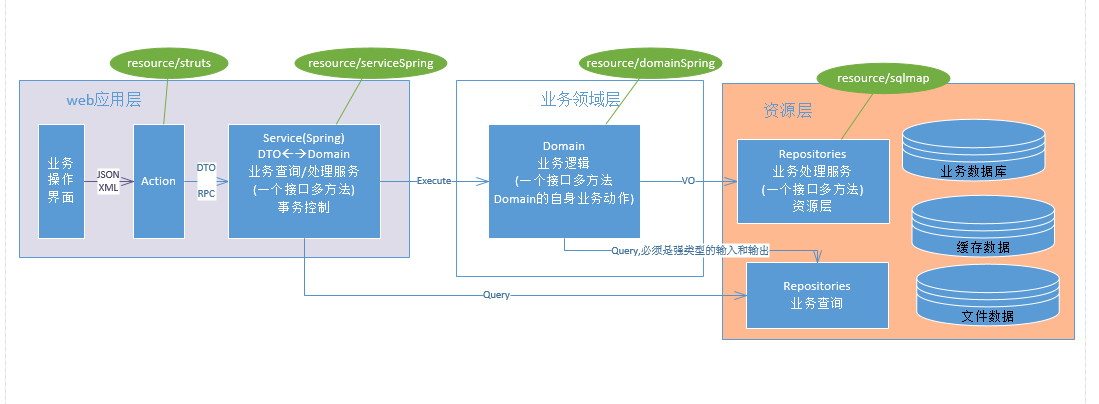 resource/struts
resource/serviceSpring
resource/domainSpring
resource/sqlmap
web应用层
业务领域层
资源层
业务
操作
界面
JSON
XML
Action
DTO
RPC
Service(Spring)
DTO←→Domain
业务查询/处理服务
(一个接口多方法)
事务控制
Execute
Domain
业务逻辑
(一个接口多方法
Domain的自身业务动作)
VO
Repositories
业务处理服务
(一个接口多方法)
资源层
业务数据库
Query,必须是强类型的输入和输出
缓存数据
Query
Repositories
业务查询
文件数据